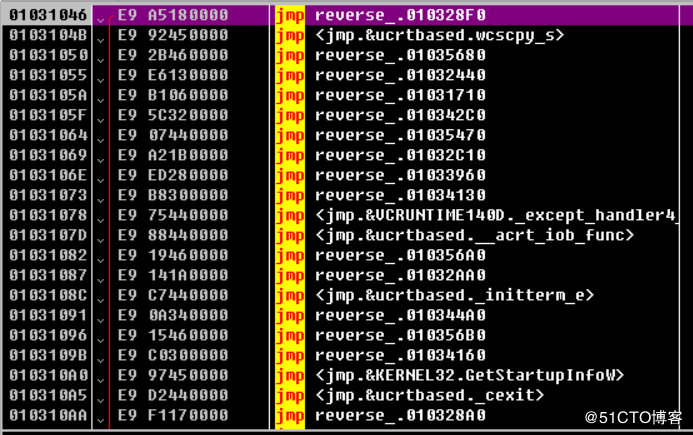 01031046 E9 A5180000 jmp reverse_.010328F0
0103104B E9 92450000 jmp <jmp.&ucrtbased.wcscpy_s>
01031050 E9 2B460000 jmp reverse_.01035680
01031055 E9 E6130000 jmp reverse_.01032440
0103105A E9 B1060000 jmp reverse_.01031710
0103105F E9 5C320000 jmp reverse_.010342C0
01031064 E9 07440000 jmp reverse_.01035470
01031069 E9 A21B0000 jmp reverse_.01032C10
0103106E E9 ED280000 jmp reverse_.01033960
01031073 E9 B8300000 jmp reverse_.01034130
01031078 E9 75440000 jmp <jmp.&VCRUNTIME140D._except_handler4_
0103107D E9 88440000 jmp <jmp.&ucrtbased.__acrt_iob_func>
01031082 E9 19460000 jmp reverse_.010356A0
01031087 E9 141A0000 jmp reverse_.01032AA0
0103108C E9 C7440000 jmp <jmp.&ucrtbased._initterm_e>
01031091 E9 0A340000 jmp reverse_.010344A0
01031096 E9 15460000 jmp reverse_.010356B0
0103109B E9 C0300000 jmp reverse_.01034160
010310A0 E9 97450000 jmp <jmp.&KERNEL32.GetStartupInfoW>
010310A5 E9 D2440000 jmp <jmp.&ucrtbased._cexit>
010310AA E9 F1170000 jmp reverse_.010328A0
@51CTO博客